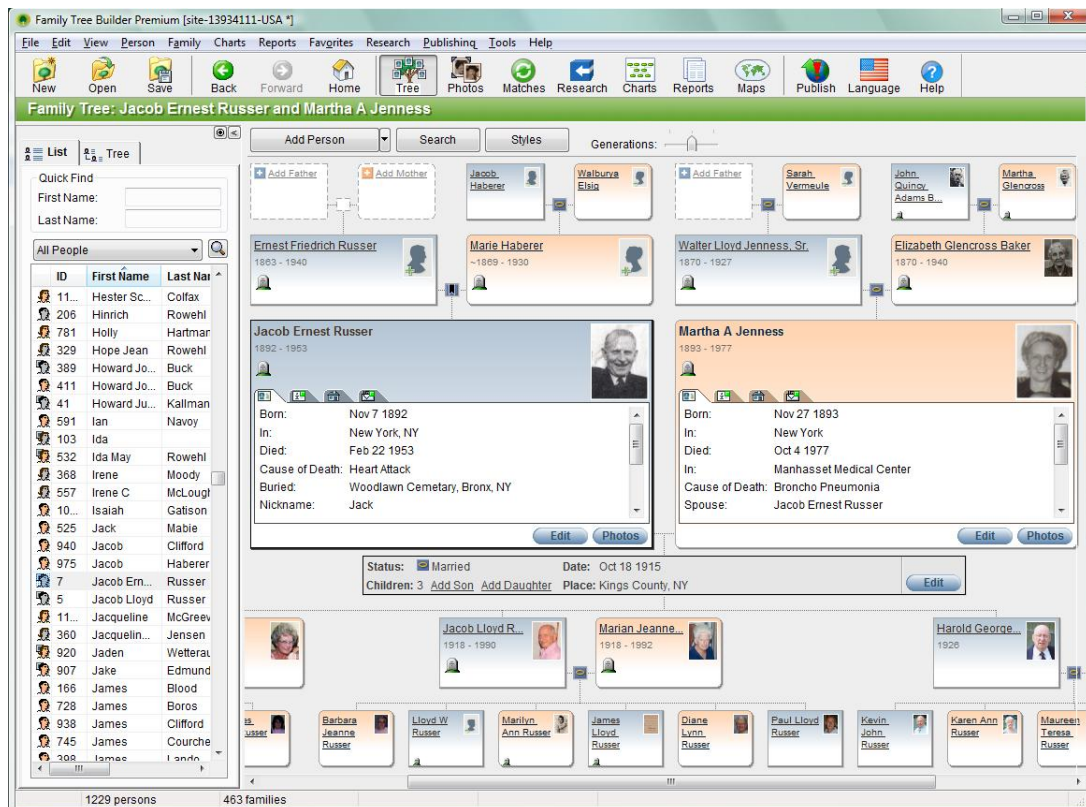 Family Tree Builder Premium [site-13934111-USA *]
File Edit View Person Family Charts Reports Favorites Research Publishing Tools Help
New Open Save Back Forward Home Tree Photos Matches Research Charts Reports Maps Publish Language Help
Family Tree: Jacob Ernest Russer and Martha A Jenness
List Tree
Quick Find
First Name:
Last Name:
All People
ID First Name Last Nar
11... Hester Sc... Colfax
206 Hinrich Rowehl
781 Holly Hartman
329 Hope Jean Rowehl
389 Howard Jo... Buck
411 Howard Jo... Buck
41 Howard Ju... Kallman
591 Ian Navoy
103 Ida
532 Ida May Rowehl
368 Irene Moody
557 Irene C McLough
10... Isaiah Gatison
525 Jack Mabie
940 Jacob Clifford
975 Jacob Haberer
7 Jacob Ern... Russer
5 Jacob Lloyd Russer
11... Jacqueline McGreev
360 Jacquelin... Jensen
920 Jaden Wetterau
907 Jake Edmund
166 James Blood
728 James Boros
938 James Clifford
745 James Courche
398 James Lando
1229 persons 463 families
Add Person Search Styles Generations:
Add Father
Add Mother
Jacob
Haberer
Walburya
Elsig
Add Father
Sarah
Vermeule
John
Quincy
Adams B...
Martha
Glencross
Ernest Friedrich Russer
1863 - 1940
Marie Haberer
~1869 - 1930
Walter Lloyd Jenness, Sr.
1870 - 1927
Elizabeth Glencross Baker
1870 - 1940
Jacob Ernest Russer
1892 - 1953
Born: Nov 7 1892
In: New York, NY
Died: Feb 22 1953
Cause of Death: Heart Attack
Buried: Woodlawn Cemetary, Bronx, NY
Nickname: Jack
Edit Photos
Martha A Jenness
1893 - 1977
Born: Nov 27 1893
In: New York
Died: Oct 4 1977
In: Manhasset Medical Center
Cause of Death: Broncho Pneumonia
Spouse: Jacob Ernest Russer
Edit Photos
Status: Married Date: Oct 18 1915
Children: 3 Add Son Add Daughter Place: Kings County, NY
Edit
Jacob Lloyd R...
1918 - 1990
Marian Jeanne...
1918 - 1992
Harold George...
1926
Russer
Barbara
Jeanne
Russer
Lloyd W
Russer
Marilyn
Ann Russer
James
Lloyd
Russer
Diane
Lynn
Russer
Paul Lloyd
Russer
Kevin
John
Russer
Karen Ann
Russer
Maureen
Teresa
Russer